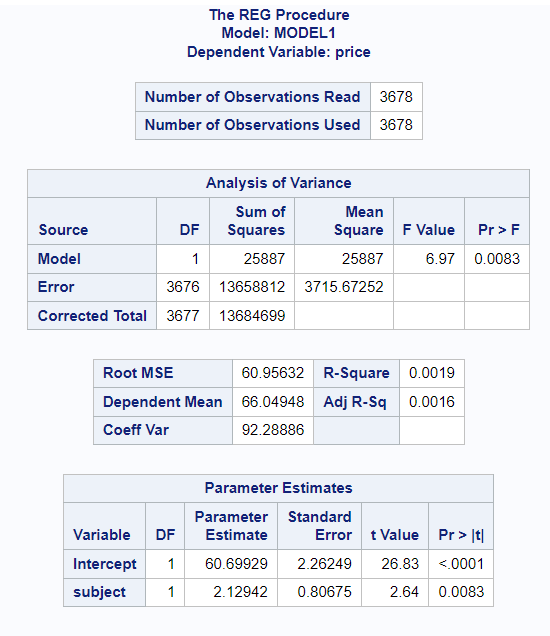 The REG Procedure
Model: MODEL1
Dependent Variable: price
Number of Observations Read 3678
Number of Observations Used 3678
Analysis of Variance
Source DF Sum of Squares Mean Square F Value Pr > F
Model 1 25887 25887 6.97 0.0083
Error 3676 13658812 3715.67252
Corrected Total 3677 13684699
Root MSE 60.95632 R-Square 0.0019
Dependent Mean 66.04948 Adj R-Sq 0.0016
Coeff Var 92.28886
Parameter Estimates
Variable DF Parameter Estimate Standard Error t Value Pr > |t|
Intercept 1 60.69929 2.26249 26.83 <.0001
subject 1 2.12942 0.80675 2.64 0.0083